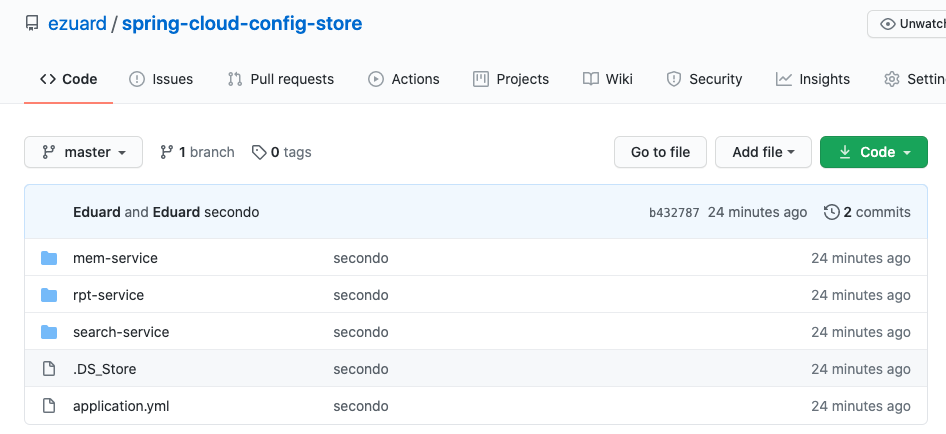 ezuard / spring-cloud-config-store
Unwatch
Code Issues Pull requests Actions Projects Wiki Security Insights Settin
master 1 branch 0 tags Go to file Add file Code
Eduard and Eduard secondo b432787 24 minutes ago 2 commits
mem-service secondo 24 minutes ago
rpt-service secondo 24 minutes ago
search-service secondo 24 minutes ago
.DS_Store secondo 24 minutes ago
application.yml secondo 24 minutes ago